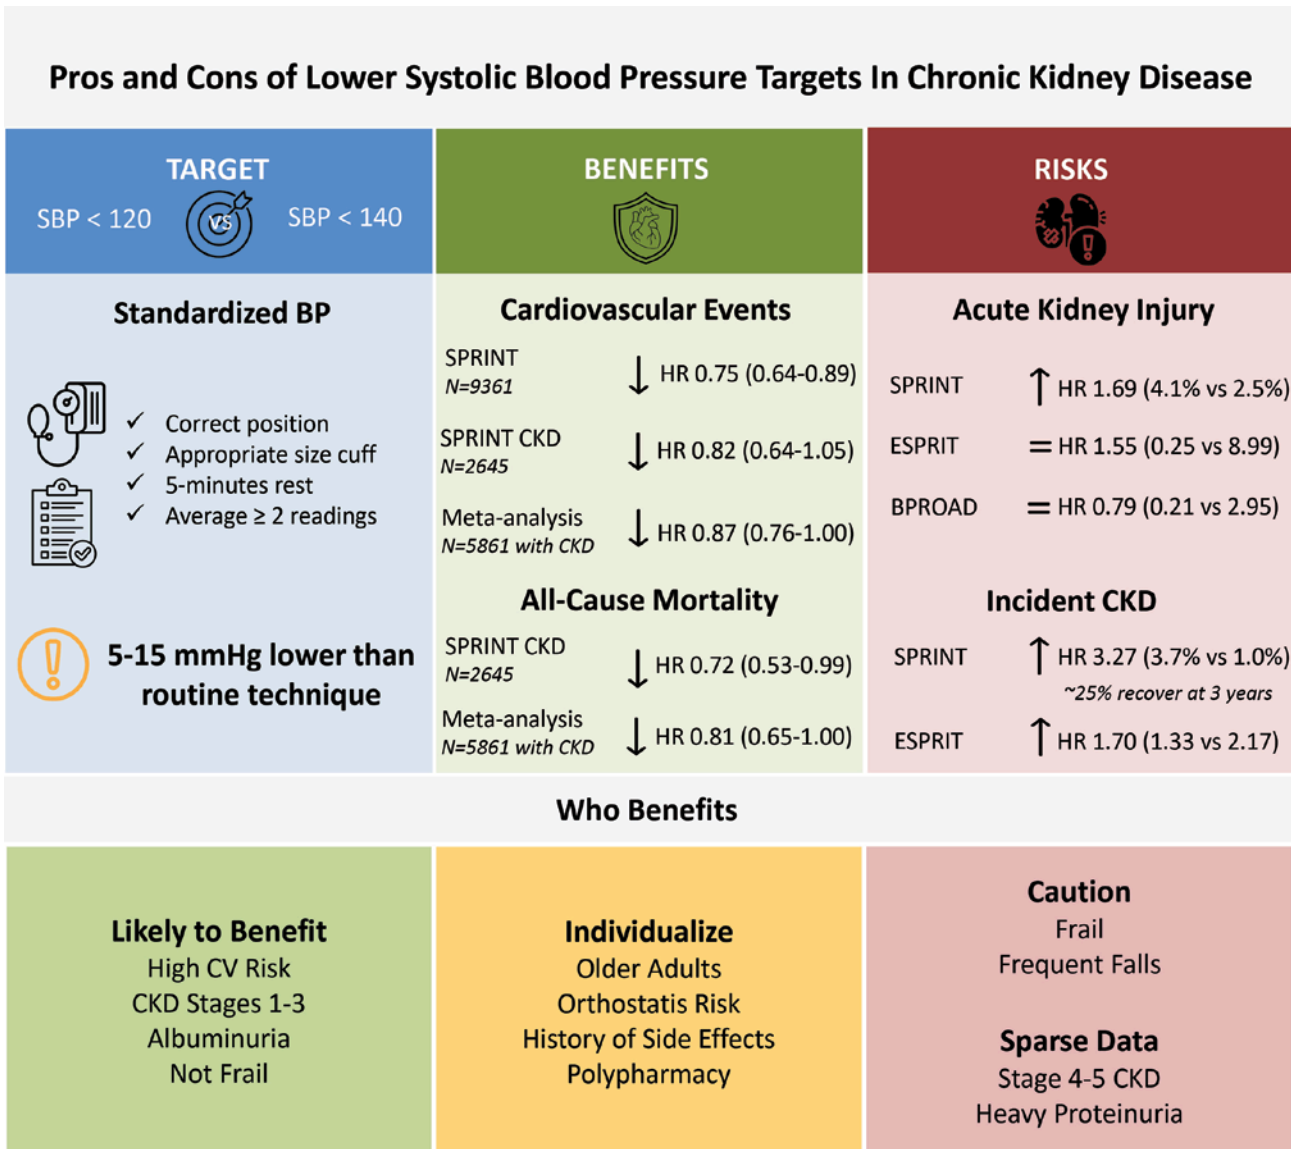 Pros and Cons of Lower Systolic Blood Pressure Targets In Chronic Kidney Disease
TARGET
SBP < 120
VS
SBP < 140
Standardized BP
✓ Correct position
✓ Appropriate size cuff
✓ 5-minutes rest
✓ Average ≥ 2 readings
5-15 mmHg lower than
routine technique
BENEFITS
Cardiovascular Events
SPRINT
N=9361
↓ HR 0.75 (0.64-0.89)
SPRINT CKD
N=2645
↓ HR 0.82 (0.64-1.05)
Meta-analysis
N=5861 with CKD
↓ HR 0.87 (0.76-1.00)
All-Cause Mortality
SPRINT CKD
N=2645
↓ HR 0.72 (0.53-0.99)
Meta-analysis
N=5861 with CKD
↓ HR 0.81 (0.65-1.00)
RISKS
Acute Kidney Injury
SPRINT ↑ HR 1.69 (4.1% vs 2.5%)
ESPRIT = HR 1.55 (0.25 vs 8.99)
BPROAD = HR 0.79 (0.21 vs 2.95)
Incident CKD
SPRINT ↑ HR 3.27 (3.7% vs 1.0%)
~25% recover at 3 years
ESPRIT ↑ HR 1.70 (1.33 vs 2.17)
Who Benefits
Likely to Benefit
High CV Risk
CKD Stages 1-3
Albuminuria
Not Frail
Individualize
Older Adults
Orthostatis Risk
History of Side Effects
Polypharmacy
Caution
Frail
Frequent Falls
Sparse Data
Stage 4-5 CKD
Heavy Proteinuria